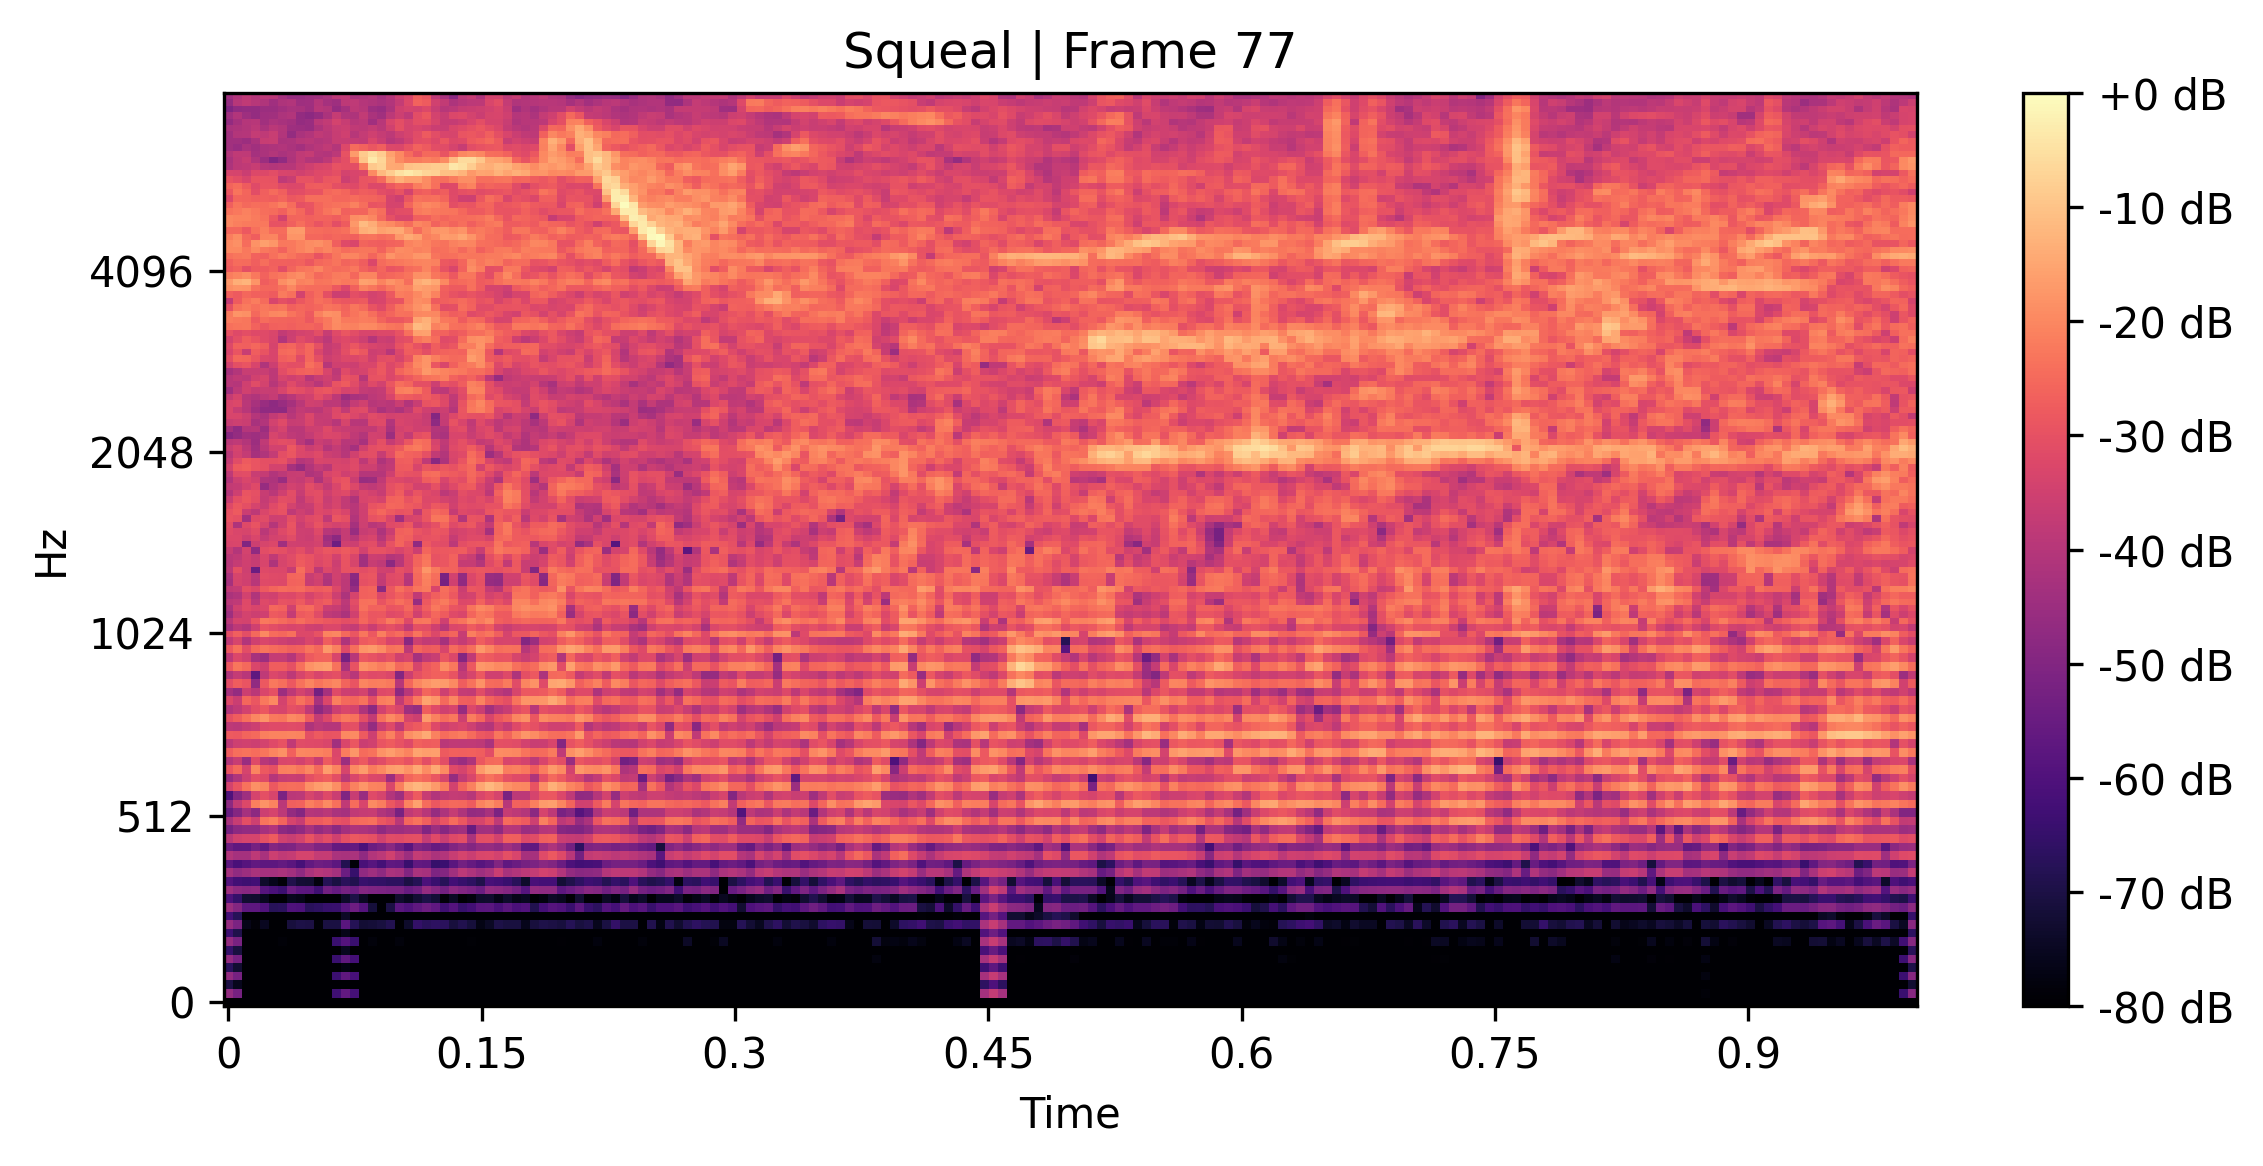 Squeal | Frame 77
+0 dB
-10 dB
-20 dB
-30 dB
-40 dB
-50 dB
-60 dB
-70 dB
-80 dB
Hz
4096
2048
1024
512
0
0 0.15 0.3 0.45 0.6 0.75 0.9
Time